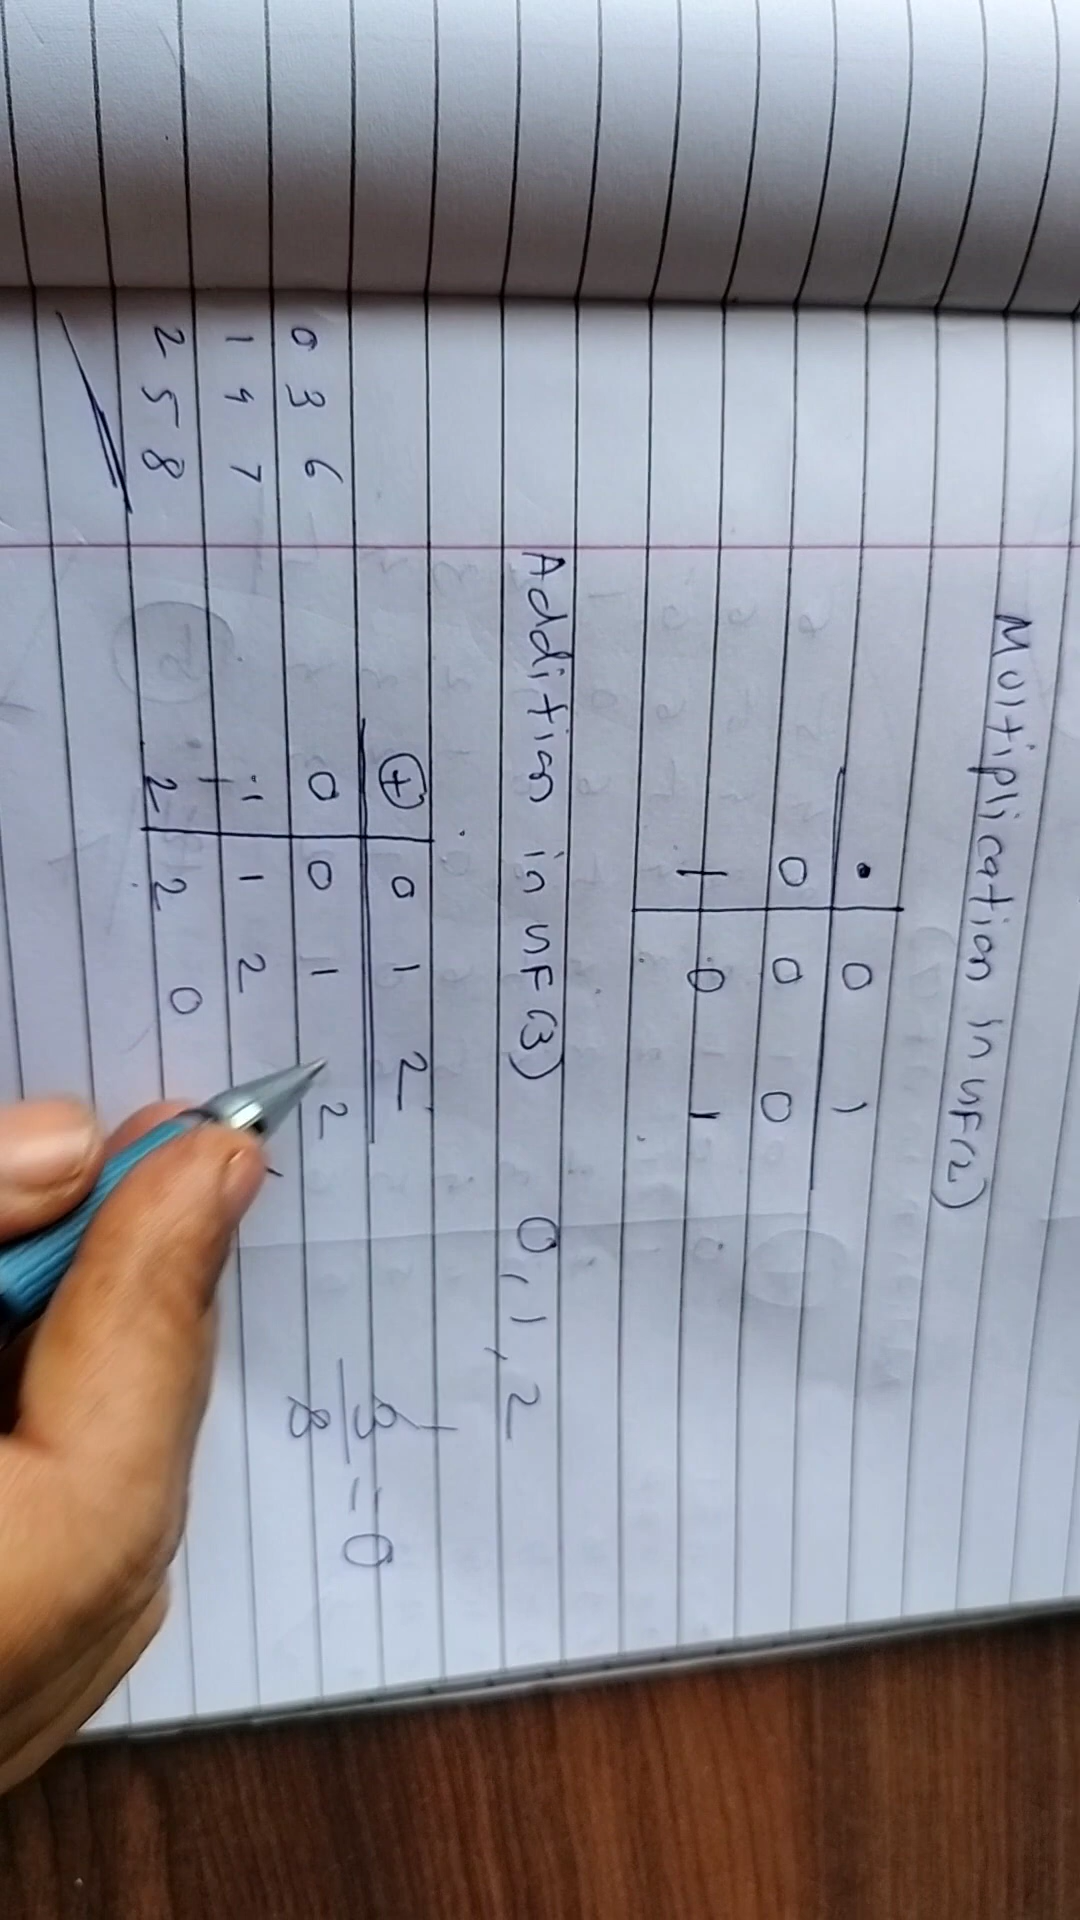 Multiplication in GF(2)
• 0 1
0 0 0
1 0 1
Addition in GF(3) 0, 1, 2
+ 0 1 2
0 3 6 0 0 1 2
1 4 7 1 1 2
2 5 8 2 2 0
= 0
8